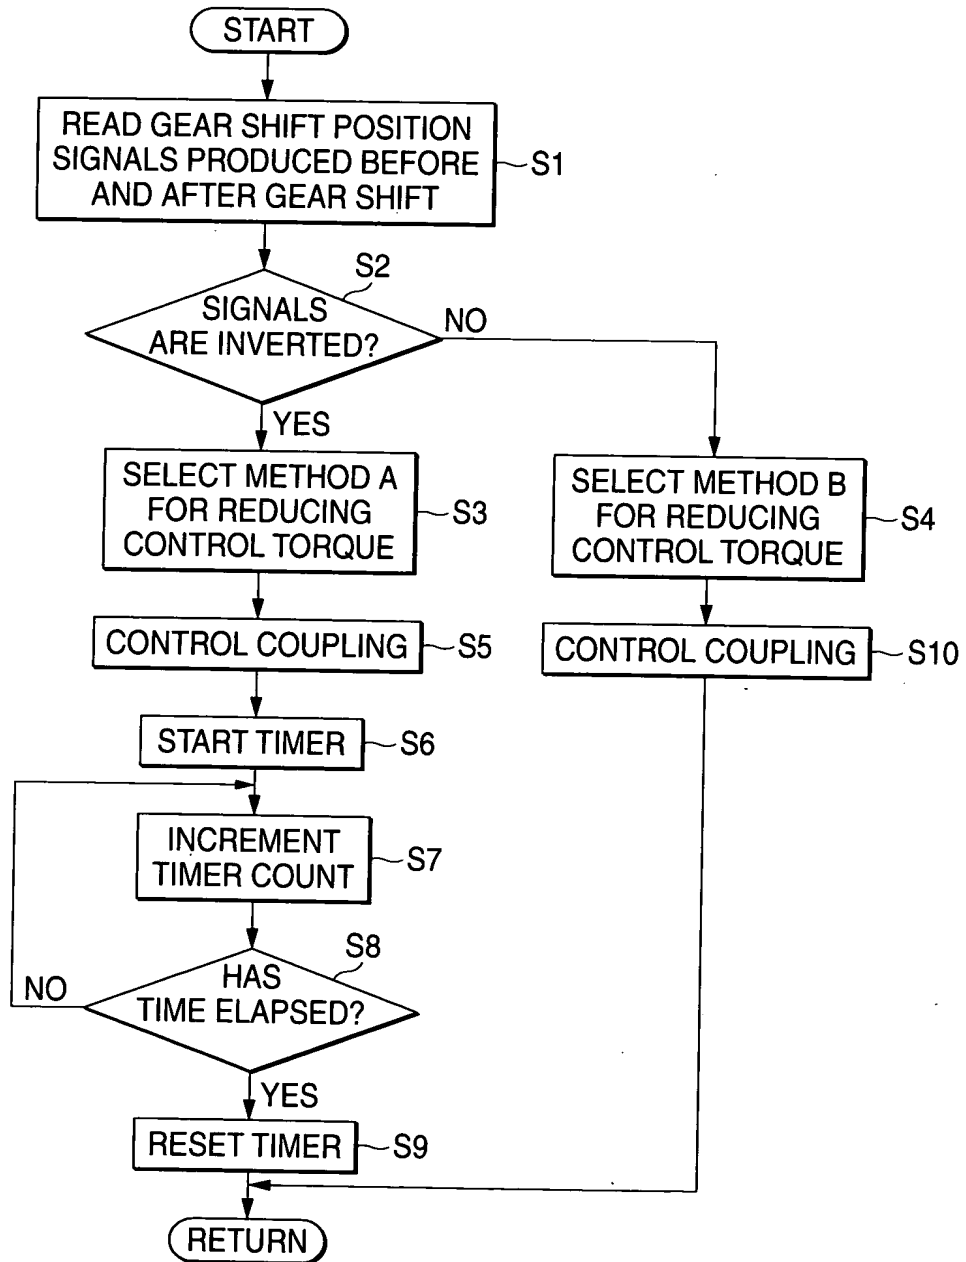 START
READ GEAR SHIFT POSITION
SIGNALS PRODUCED BEFORE
AND AFTER GEAR SHIFT
S1
S2
SIGNALS
ARE INVERTED?
NO
YES
SELECT METHOD A
FOR REDUCING
CONTROL TORQUE
S3
SELECT METHOD B
FOR REDUCING
CONTROL TORQUE
S4
CONTROL COUPLING
S5
CONTROL COUPLING
S10
START TIMER
S6
INCREMENT
TIMER COUNT
S7
S8
HAS
TIME ELAPSED?
NO
YES
RESET TIMER
S9
RETURN